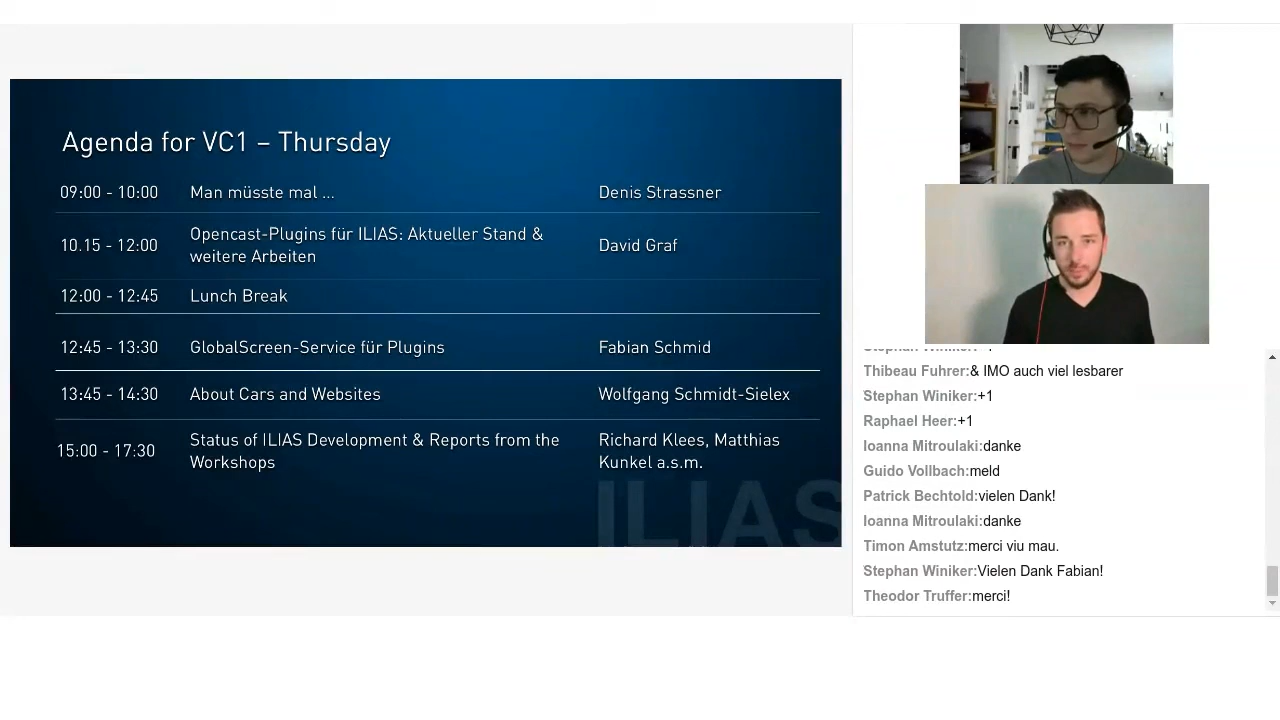 Agenda for VC1 – Thursday
09:00 - 10:00 Man müsste mal ... Denis Strassner
10.15 - 12:00 Opencast-Plugins für ILIAS: Aktueller Stand & weitere Arbeiten David Graf
12:00 - 12:45 Lunch Break
12:45 - 13:30 GlobalScreen-Service für Plugins Fabian Schmid
13:45 - 14:30 About Cars and Websites Wolfgang Schmidt-Sielex
15:00 - 17:30 Status of ILIAS Development & Reports from the Workshops Richard Klees, Matthias Kunkel a.s.m.
ILIAS
Stephan Winiker:+1
Thibeau Fuhrer:& IMO auch viel lesbarer
Stephan Winiker:+1
Raphael Heer:+1
Ioanna Mitroulaki:danke
Guido Vollbach:meld
Patrick Bechtold:vielen Dank!
Ioanna Mitroulaki:danke
Timon Amstutz:merci viu mau.
Stephan Winiker:Vielen Dank Fabian!
Theodor Truffer:merci!